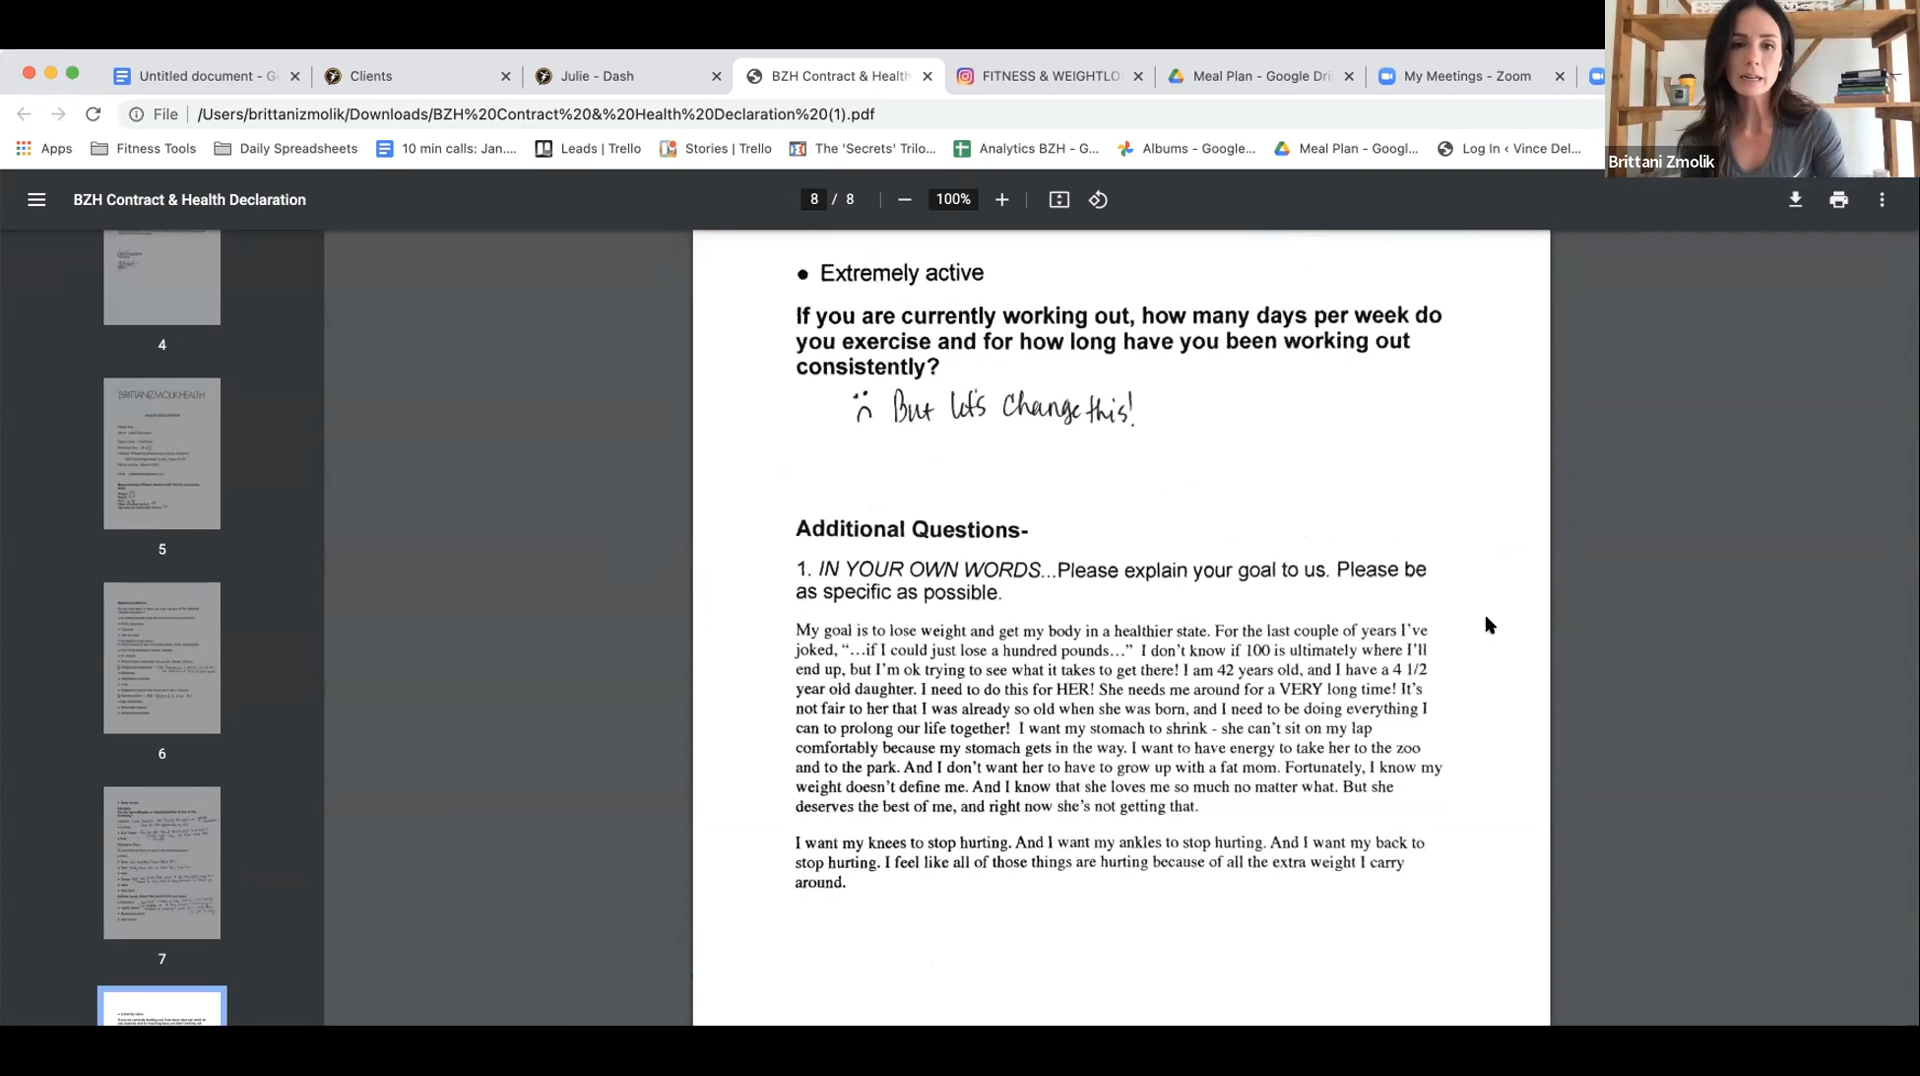 Untitled document - G
Clients
Julie - Dash
BZH Contract & Health
FITNESS & WEIGHTLO
Meal Plan - Google Dri
My Meetings - Zoom
File
/Users/brittanizmolik/Downloads/BZH%20Contract%20&%20Health%20Declaration%20(1).pdf
Apps
Fitness Tools
Daily Spreadsheets
10 min calls: Jan....
Leads | Trello
Stories | Trello
The 'Secrets' Trilo...
Analytics BZH - G...
Albums - Google...
Meal Plan - Googl...
Log In ‹ Vince Del...
Brittani Zmolik
BZH Contract & Health Declaration
8 / 8
100%
4
BRITTANIZMOLIKHEALTH
5
6
7
• Extremely active
If you are currently working out, how many days per week do
you exercise and for how long have you been working out
consistently?
:( But let's change this!
Additional Questions-
1. IN YOUR OWN WORDS...Please explain your goal to us. Please be
as specific as possible.
My goal is to lose weight and get my body in a healthier state. For the last couple of years I've
joked, “…if I could just lose a hundred pounds…” I don't know if 100 is ultimately where I'll
end up, but I'm ok trying to see what it takes to get there! I am 42 years old, and I have a 4 1/2
year old daughter. I need to do this for HER! She needs me around for a VERY long time! It's
not fair to her that I was already so old when she was born, and I need to be doing everything I
can to prolong our life together! I want my stomach to shrink - she can't sit on my lap
comfortably because my stomach gets in the way. I want to have energy to take her to the zoo
and to the park. And I don't want her to have to grow up with a fat mom. Fortunately, I know my
weight doesn't define me. And I know that she loves me so much no matter what. But she
deserves the best of me, and right now she's not getting that.
I want my knees to stop hurting. And I want my ankles to stop hurting. And I want my back to
stop hurting. I feel like all of those things are hurting because of all the extra weight I carry
around.